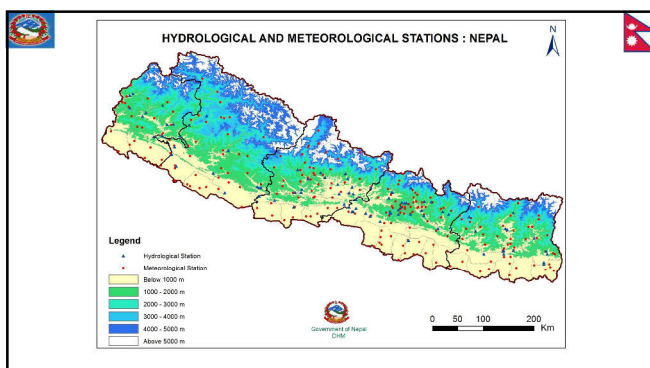 HYDROLOGICAL AND METEOROLOGICAL STATIONS : NEPAL
N
Legend
Hydrological Station
Meteorological Station
Below 1000 m
1000 - 2000 m
2000 - 3000 m
3000 - 4000 m
4000 - 5000 m
Above 5000 m
Government of Nepal
DHM
0 50 100 200
Km